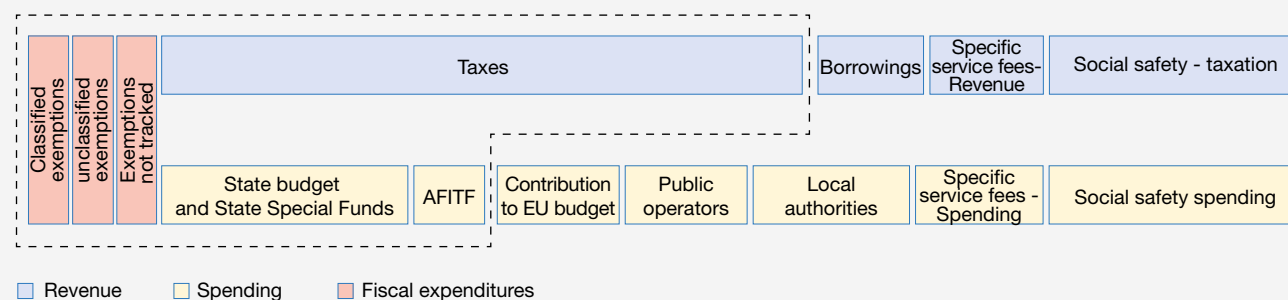 Classified
exemptions
unclassified
exemptions
Exemptions
not tracked
Taxes
Borrowings
Specific
service fees-
Revenue
Social safety - taxation
State budget
and State Special Funds
AFITF
Contribution
to EU budget
Public
operators
Local
authorities
Specific
service fees -
Spending
Social safety spending
Revenue
Spending
Fiscal expenditures